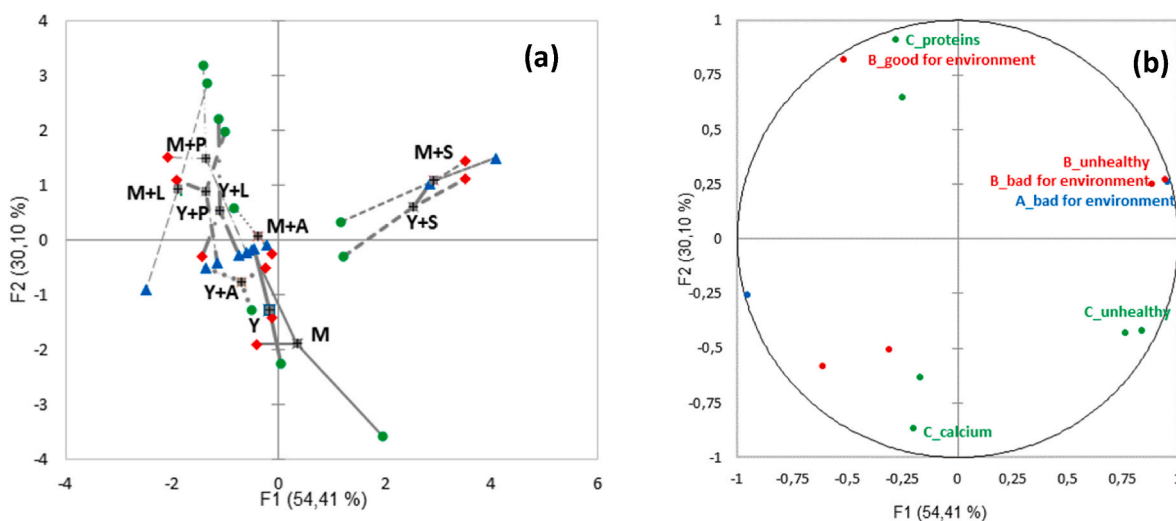 (a)
4
3
2
1
0
-1
-2
-3
-4
F2 (30,10 %)
M+P
M+S
M+L
Y+L
Y+P
Y+S
M+A
Y+A
Y
M
-4
-2
0
2
4
6
F1 (54,41 %)
(b)
1
0,75
0,5
0,25
0
-0,25
-0,5
-0,75
-1
F2 (30,10 %)
C_proteins
B_good for environment
B_unhealthy
B_bad for environment
A_bad for environment
C_unhealthy
C_calcium
-1
-0,75
-0,5
-0,25
0
0,25
0,5
0,75
1
F1 (54,41 %)